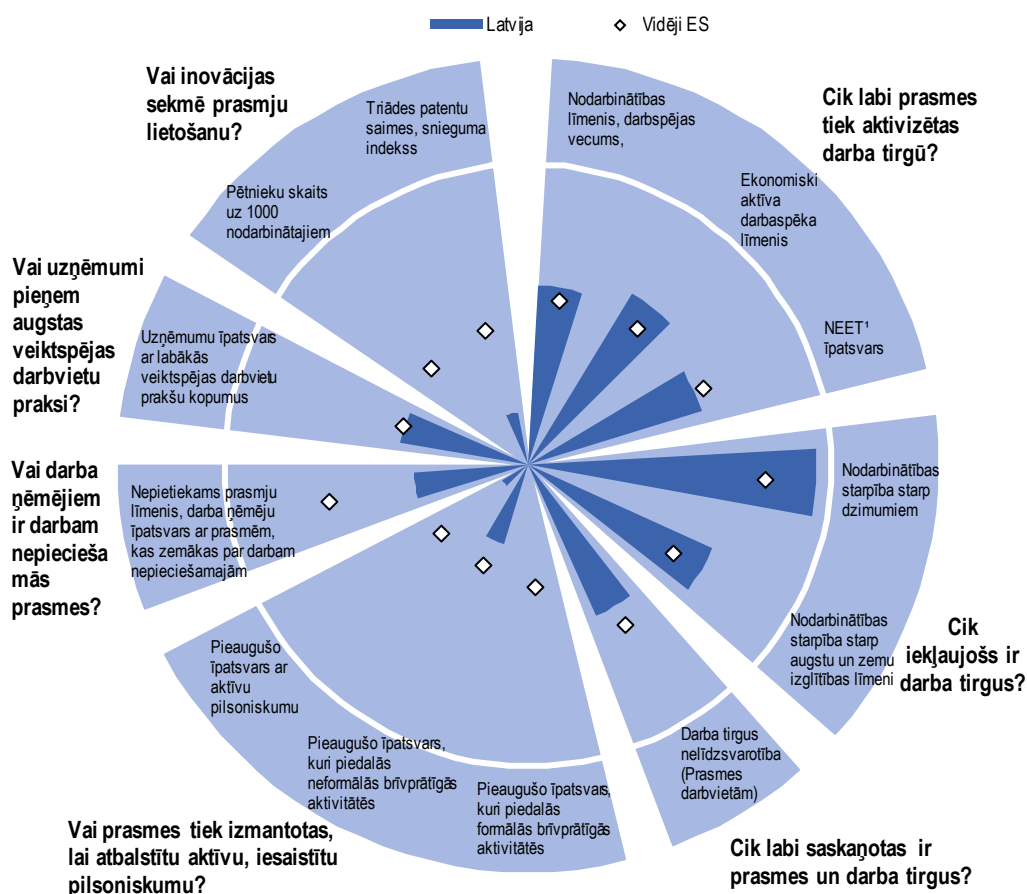 Latvija
Vidēji ES
Vai inovācijas
sekmē prasmju
lietošanu?
Triādes patentu
saimes, snieguma
indekss
Pētnieku skaits
uz 1000
nodarbinātajiem
Nodarbinātības
līmenis, darbspējas
vecums,
Ekonomiski
aktīva
darbaspēka
līmenis
NEET¹
īpatsvars
Cik labi prasmes
tiek aktivizētas
darba tirgū?
Vai uzņēmumi
pieņem
augstas
veiktspējas
darbvietu
praksi?
Uzņēmumu īpatsvars
ar labākās
veiktspējas darbvietu
prakšu kopumus
Vai darba
ņēmējiem
ir darbam
nepiecieša
mās
prasmes?
Nepietiekams prasmju
līmenis, darba ņēmēju
īpatsvars ar prasmēm,
kas zemākas par darbam
nepieciešamajām
Nodarbinātības
starpība starp
dzimumiem
Nodarbinātības
starpība starp
augstu un zemu
izglītības līmeni
Cik
iekļaujošs ir
darba tirgus?
Pieaugušo
īpatsvars ar
aktīvu
pilsoniskumu
Pieaugušo īpatsvars,
kuri piedalās
neformālās brīvprātīgās
aktivitātēs
Pieaugušo īpatsvars,
kuri piedalās
formālās brīvprātīgās
aktivitātēs
Vai prasmes tiek izmantotas,
lai atbalstītu aktīvu, iesaistītu
pilsoniskumu?
Darba tirgus
nelīdzsvarotība
(Prasmes
darbvietām)
Cik labi saskaņotas ir
prasmes un darba tirgus?